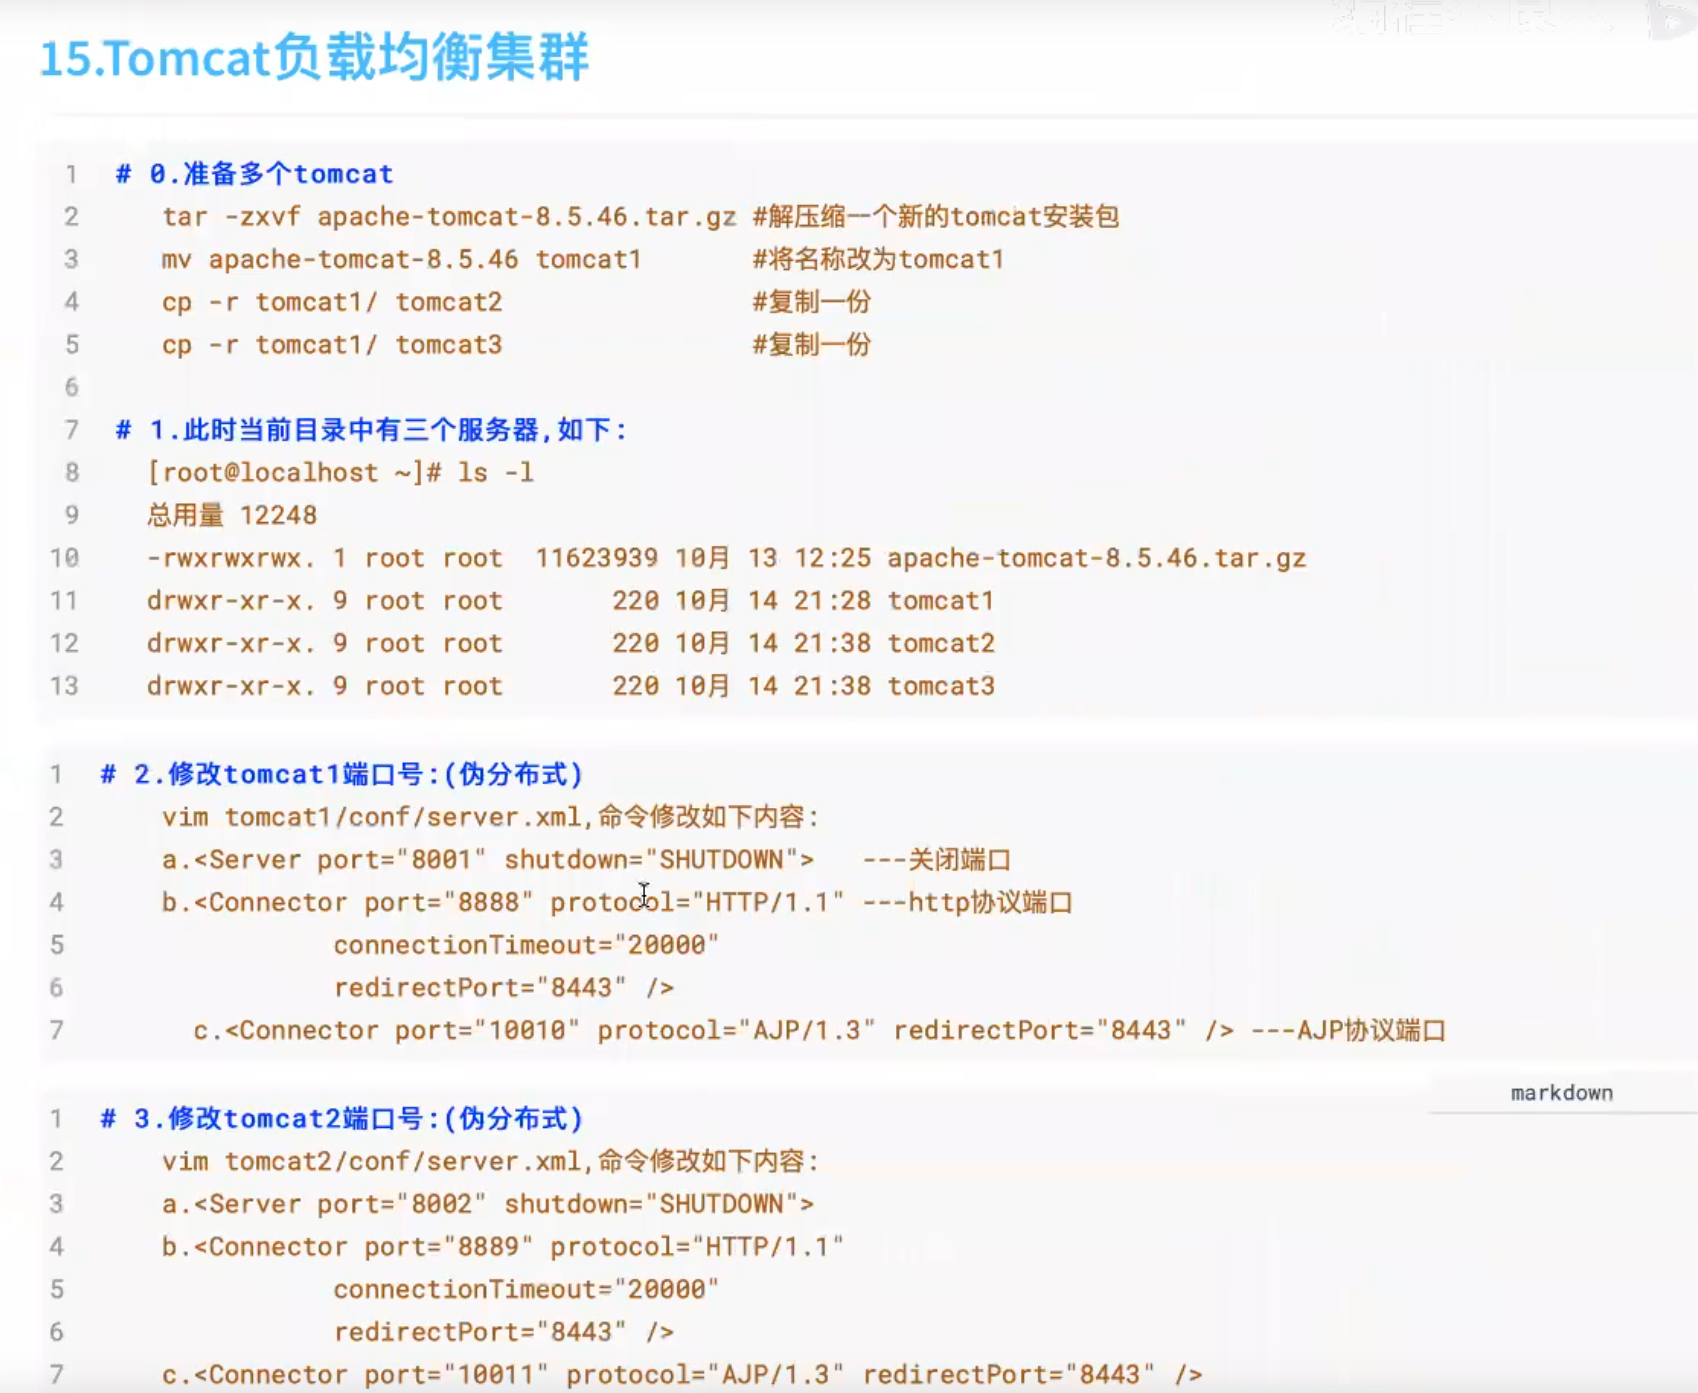 15.Tomcat负载均衡集群
1 # 0.准备多个tomcat
2 tar -zxvf apache-tomcat-8.5.46.tar.gz #解压缩一个新的tomcat安装包
3 mv apache-tomcat-8.5.46 tomcat1 #将名称改为tomcat1
4 cp -r tomcat1/ tomcat2 #复制一份
5 cp -r tomcat1/ tomcat3 #复制一份
6
7 # 1.此时当前目录中有三个服务器,如下:
8 [root@localhost ~]# ls -l
9 总用量 12248
10 -rwxrwxrwx. 1 root root 11623939 10月 13 12:25 apache-tomcat-8.5.46.tar.gz
11 drwxr-xr-x. 9 root root 220 10月 14 21:28 tomcat1
12 drwxr-xr-x. 9 root root 220 10月 14 21:38 tomcat2
13 drwxr-xr-x. 9 root root 220 10月 14 21:38 tomcat3
1 # 2.修改tomcat1端口号:(伪分布式)
2 vim tomcat1/conf/server.xml,命令修改如下内容:
3 a.<Server port="8001" shutdown="SHUTDOWN"> ---关闭端口
4 b.<Connector port="8888" protocol="HTTP/1.1" ---http协议端口
5 connectionTimeout="20000"
6 redirectPort="8443" />
7 c.<Connector port="10010" protocol="AJP/1.3" redirectPort="8443" /> ---AJP协议端口
markdown
1 # 3.修改tomcat2端口号:(伪分布式)
2 vim tomcat2/conf/server.xml,命令修改如下内容:
3 a.<Server port="8002" shutdown="SHUTDOWN">
4 b.<Connector port="8889" protocol="HTTP/1.1"
5 connectionTimeout="20000"
6 redirectPort="8443" />
7 c.<Connector port="10011" protocol="AJP/1.3" redirectPort="8443" />